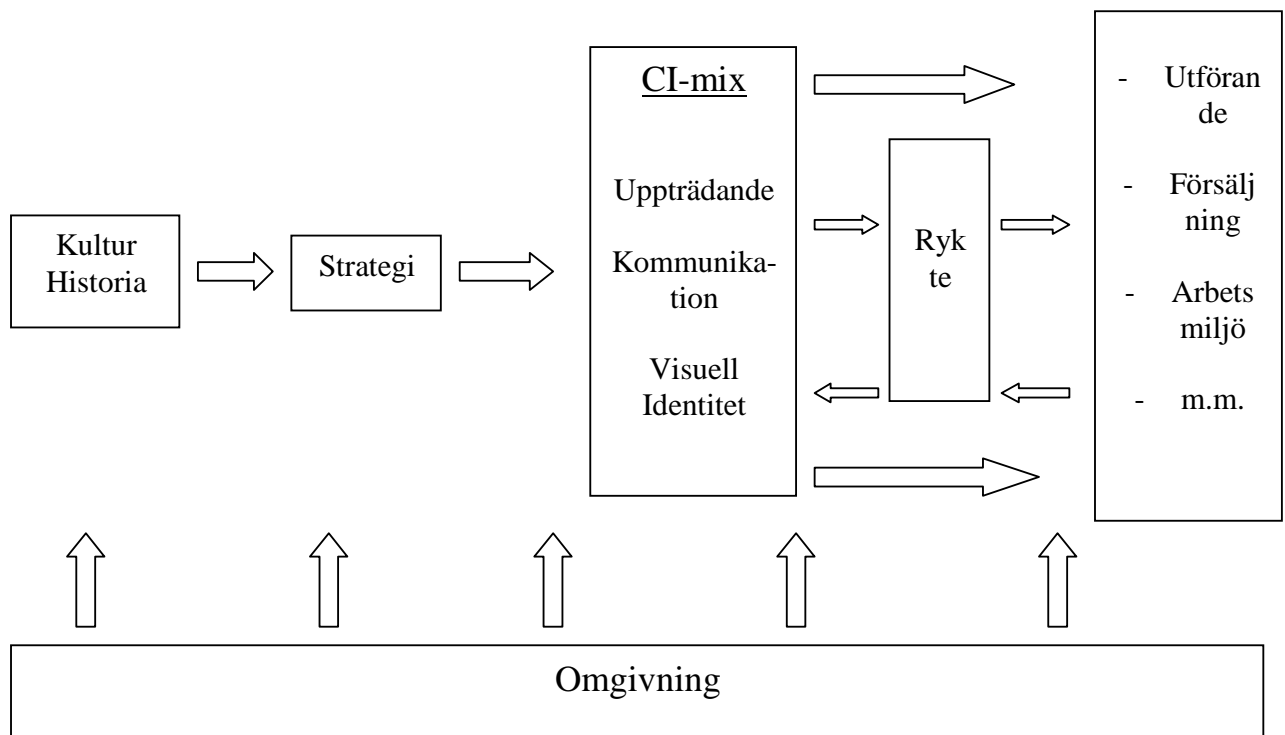 Kultur
Historia
Strategi
CI-mix
Uppträdande
Kommunika-
tion
Visuell
Identitet
Ryk
te
- Utföran
de
- Försälj
ning
- Arbets
miljö
- m.m.
Omgivning